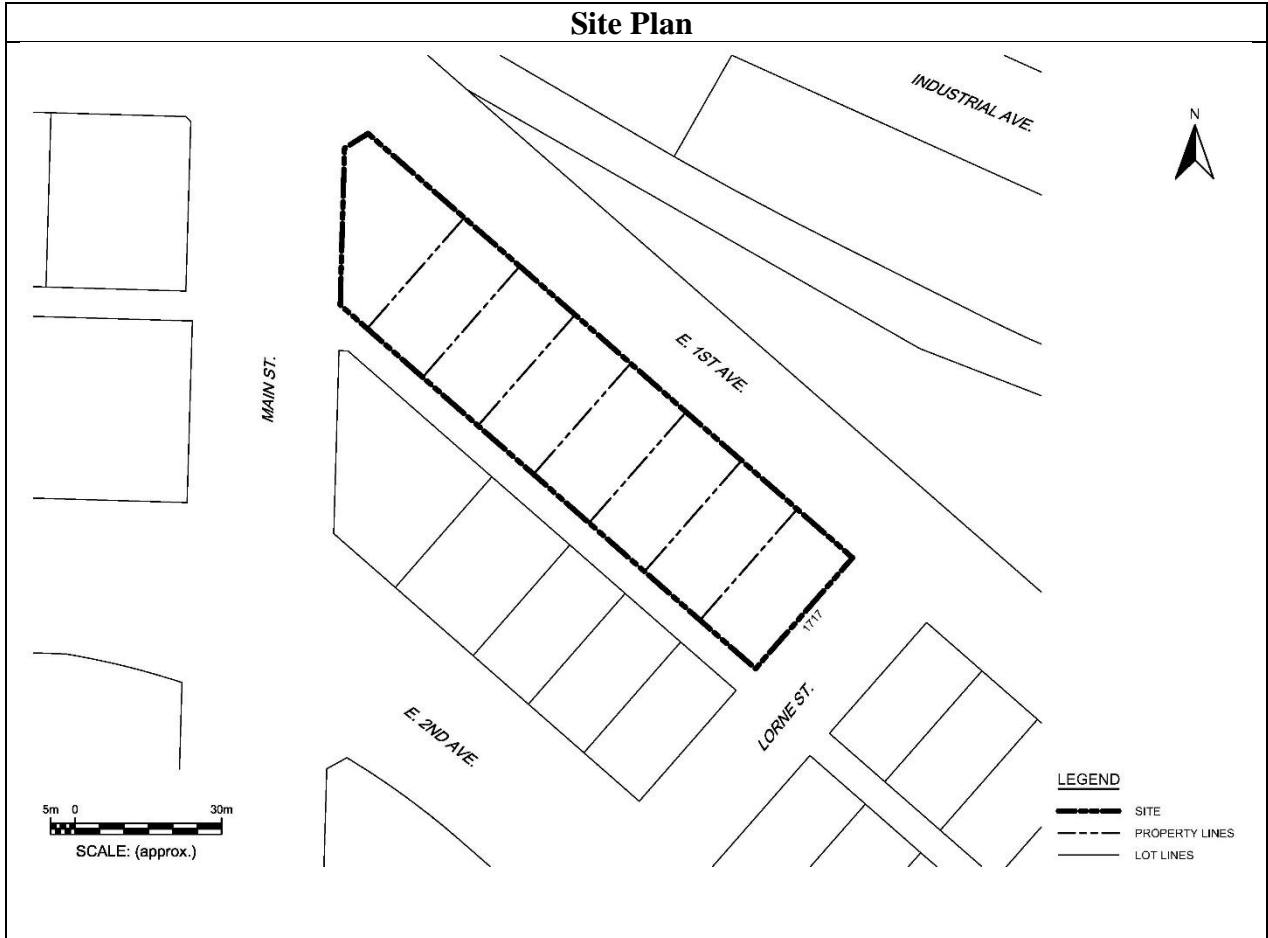 Site Plan
INDUSTRIAL AVE.
N
E. 1ST AVE.
MAIN ST.
1717
LORNE ST.
E. 2ND AVE.
LEGEND
SITE
PROPERTY LINES
LOT LINES
5m 0 30m
SCALE: (approx.)